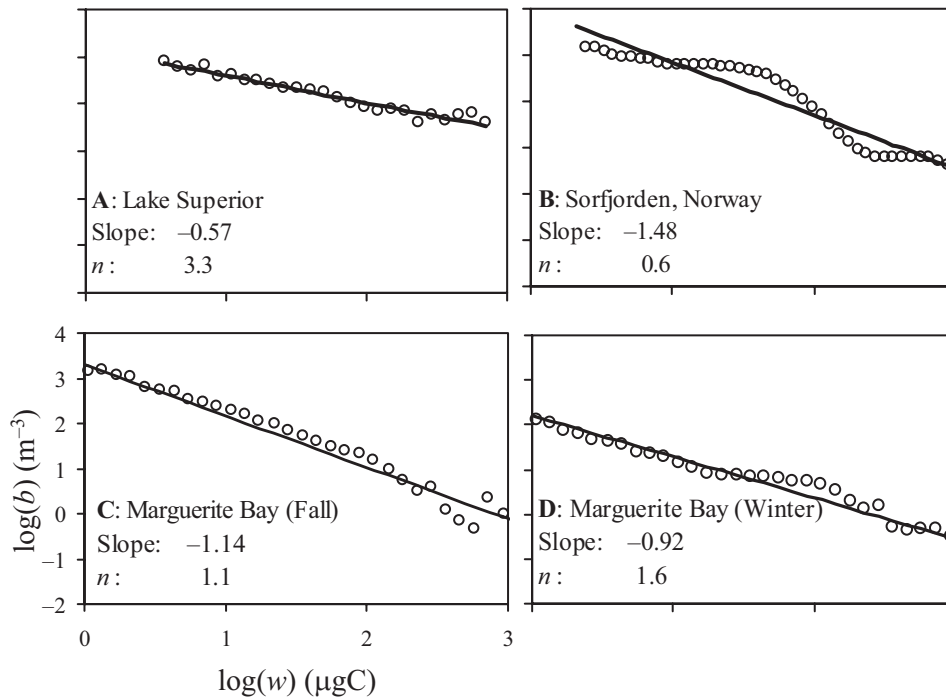 A: Lake Superior
Slope: –0.57
n : 3.3
B: Sorfjorden, Norway
Slope: –1.48
n : 0.6
4
3
2
1
0
–1
–2
log(b) (m⁻³)
C: Marguerite Bay (Fall)
Slope: –1.14
n : 1.1
D: Marguerite Bay (Winter)
Slope: –0.92
n : 1.6
0 1 2 3
log(w) (µgC)